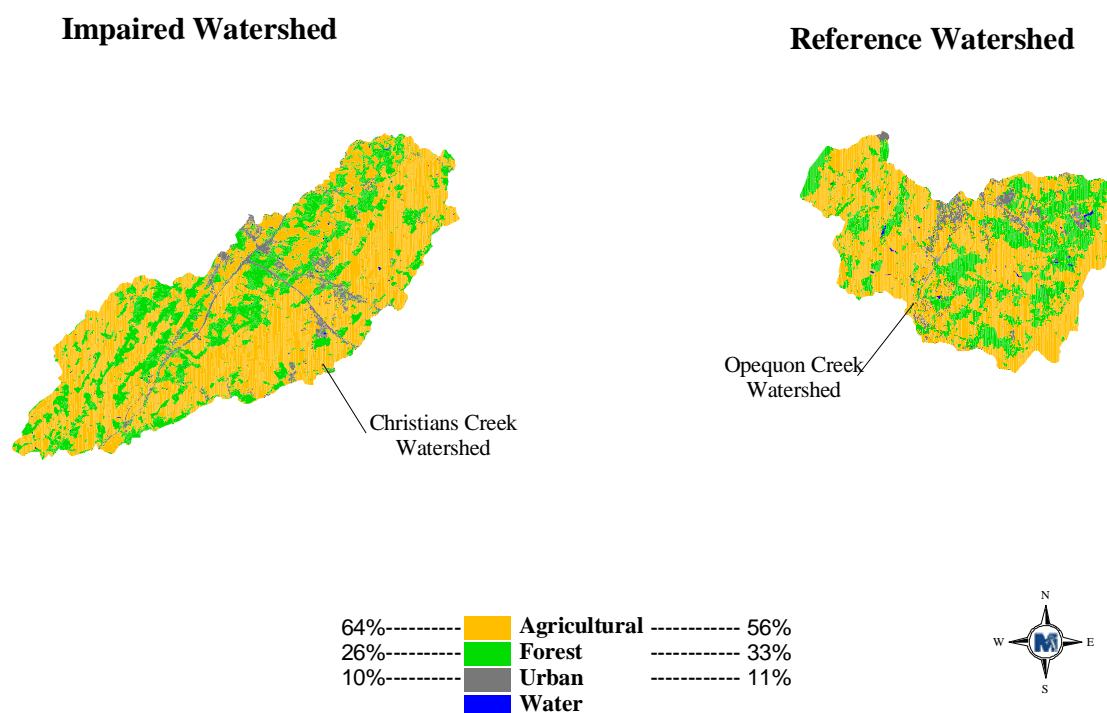 Impaired Watershed
Reference Watershed
Opequon Creek
Watershed
Christians Creek
Watershed
64%---------- Agricultural ------------ 56%
26%---------- Forest ------------ 33%
10%---------- Urban ------------ 11%
Water
N
W M E
S